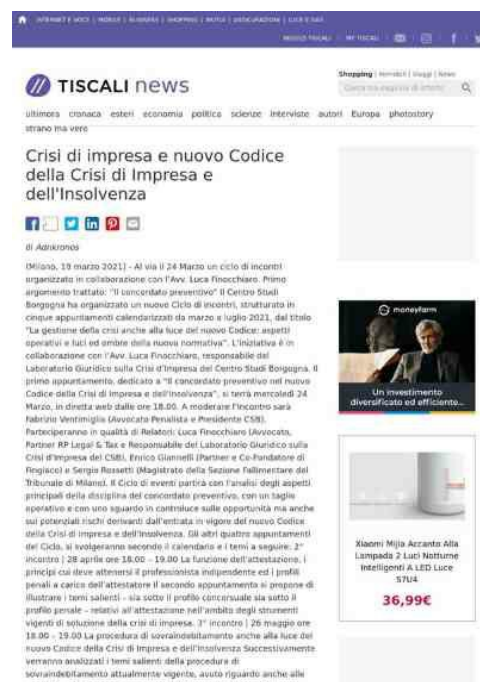 INTERNET E VOCE | MOBILE | BUSINESS | SHOPPING | MUTUI | ASSICURAZIONI | LUCE E GAS
NEGOZI TISCALI MY TISCALI
TISCALI news
Shopping | Immobili | Viaggi | News
ultimora cronaca esteri economia politica scienze interviste autori Europa photostory
strano ma vero
Crisi di impresa e nuovo Codice
della Crisi di Impresa e
dell'Insolvenza
di Adnkronos
(Milano, 19 marzo 2021) - Al via il 24 Marzo un ciclo di incontri
organizzato in collaborazione con l'Avv. Luca Finocchiaro. Primo
argomento trattato: "Il concordato preventivo" Il Centro Studi
Borgogna ha organizzato un nuovo Ciclo di incontri, strutturato in
cinque appuntamenti calendarizzati da marzo a luglio 2021, dal titolo
"La gestione della crisi anche alla luce del nuovo Codice: aspetti
operativi e luci ed ombre della nuova normativa". L'iniziativa è in
collaborazione con l'Avv. Luca Finocchiaro, responsabile del
Laboratorio Giuridico sulla Crisi d'Impresa del Centro Studi Borgogna. Il
primo appuntamento, dedicato a "Il concordato preventivo nel nuovo
Codice della Crisi di Impresa e dell'Insolvenza", si terrà mercoledì 24
Marzo, in diretta web dalle ore 18.00. A moderare l'incontro sarà
Fabrizio Ventimiglia (Avvocato Penalista e Presidente CSB).
Parteciperanno in qualità di Relatori: Luca Finocchiaro (Avvocato,
Partner RP Legal & Tax e Responsabile del Laboratorio Giuridico sulla
Crisi d'Impresa del CSB), Enrico Giannelli (Partner e Co-Fondatore di
Fingiaco) e Sergio Rossetti (Magistrato della Sezione Fallimentare del
Tribunale di Milano). Il Ciclo di eventi partirà con l'analisi degli aspetti
principali della disciplina del concordato preventivo, con un taglio
operativo e con uno sguardo in controluce sulle opportunità ma anche
sui potenziali rischi derivanti dall'entrata in vigore del nuovo Codice
della Crisi di Impresa e dell'Insolvenza. Gli altri quattro appuntamenti
del Ciclo, si svolgeranno secondo il calendario e i temi a seguire: 2°
incontro | 28 aprile ore 18.00 - 19.00 La funzione dell'attestazione, i
principi cui deve attenersi il professionista indipendente ed i profili
penali a carico dell'attestatore Il secondo appuntamento si propone di
illustrare i temi salienti - sia sotto il profilo concorsuale sia sotto il
profilo penale - relativi all'attestazione nell'ambito degli strumenti
vigenti di soluzione della crisi di impresa. 3° incontro | 26 maggio ore
18.00 - 19.00 La procedura di sovraindebitamento anche alla luce del
nuovo Codice della Crisi di Impresa e dell'Insolvenza Successivamente
verranno analizzati i temi salienti della procedura di
sovraindebitamento attualmente vigente, avuto riguardo anche alle
moneyfarm
Un investimento
diversificato ed efficiente...
Xiaomi Mijia Accanto Alla
Lampada 2 Luci Notturne
Intelligenti A LED Luce
S7U4
36,99€